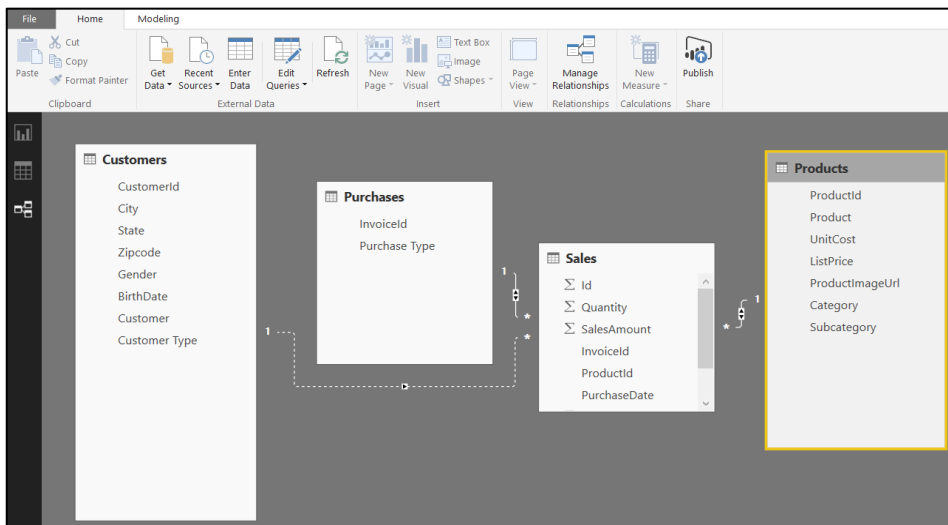 File Home Modeling
Cut
Copy
Format Painter
Paste
Get Data
Recent Sources
Enter Data
Edit Queries
Refresh
New Page
New Visual
Text Box
Image
Shapes
Page View
Manage Relationships
New Measure
Publish
Clipboard External Data Insert View Relationships Calculations Share
Customers
CustomerId
City
State
Zipcode
Gender
BirthDate
Customer
Customer Type
1
Purchases
InvoiceId
Purchase Type
1
*
*
Sales
Σ Id
Σ Quantity
Σ SalesAmount
InvoiceId
ProductId
PurchaseDate
*
1
Products
ProductId
Product
UnitCost
ListPrice
ProductImageUrl
Category
Subcategory